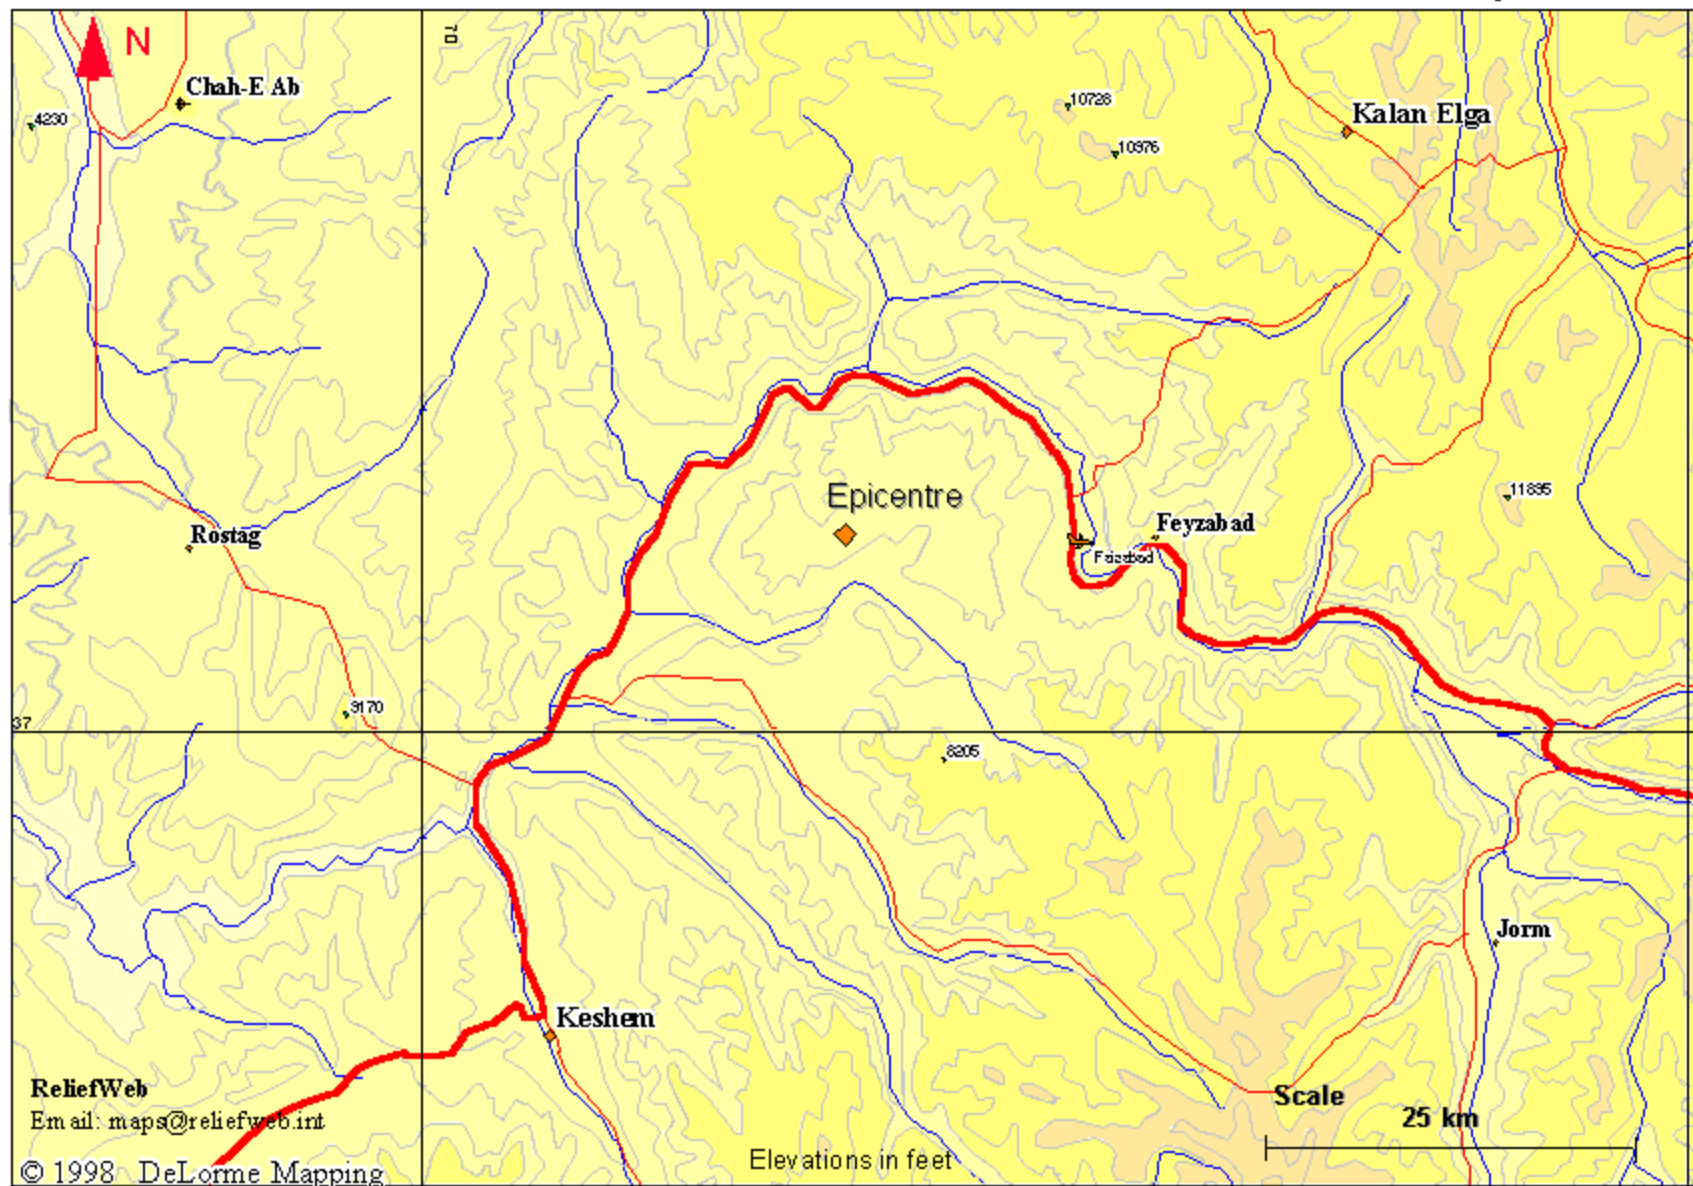 N
70
Chah-E Ab
4230
10728
10976
Kalan Elga
Epicentre
11895
Rostag
Feyzabad
Faizabad
9170
37
8205
Jorm
Keshem
ReliefWeb
Email: maps@reliefweb.int
Scale
25 km
Elevations in feet
© 1998 DeLorme Mapping